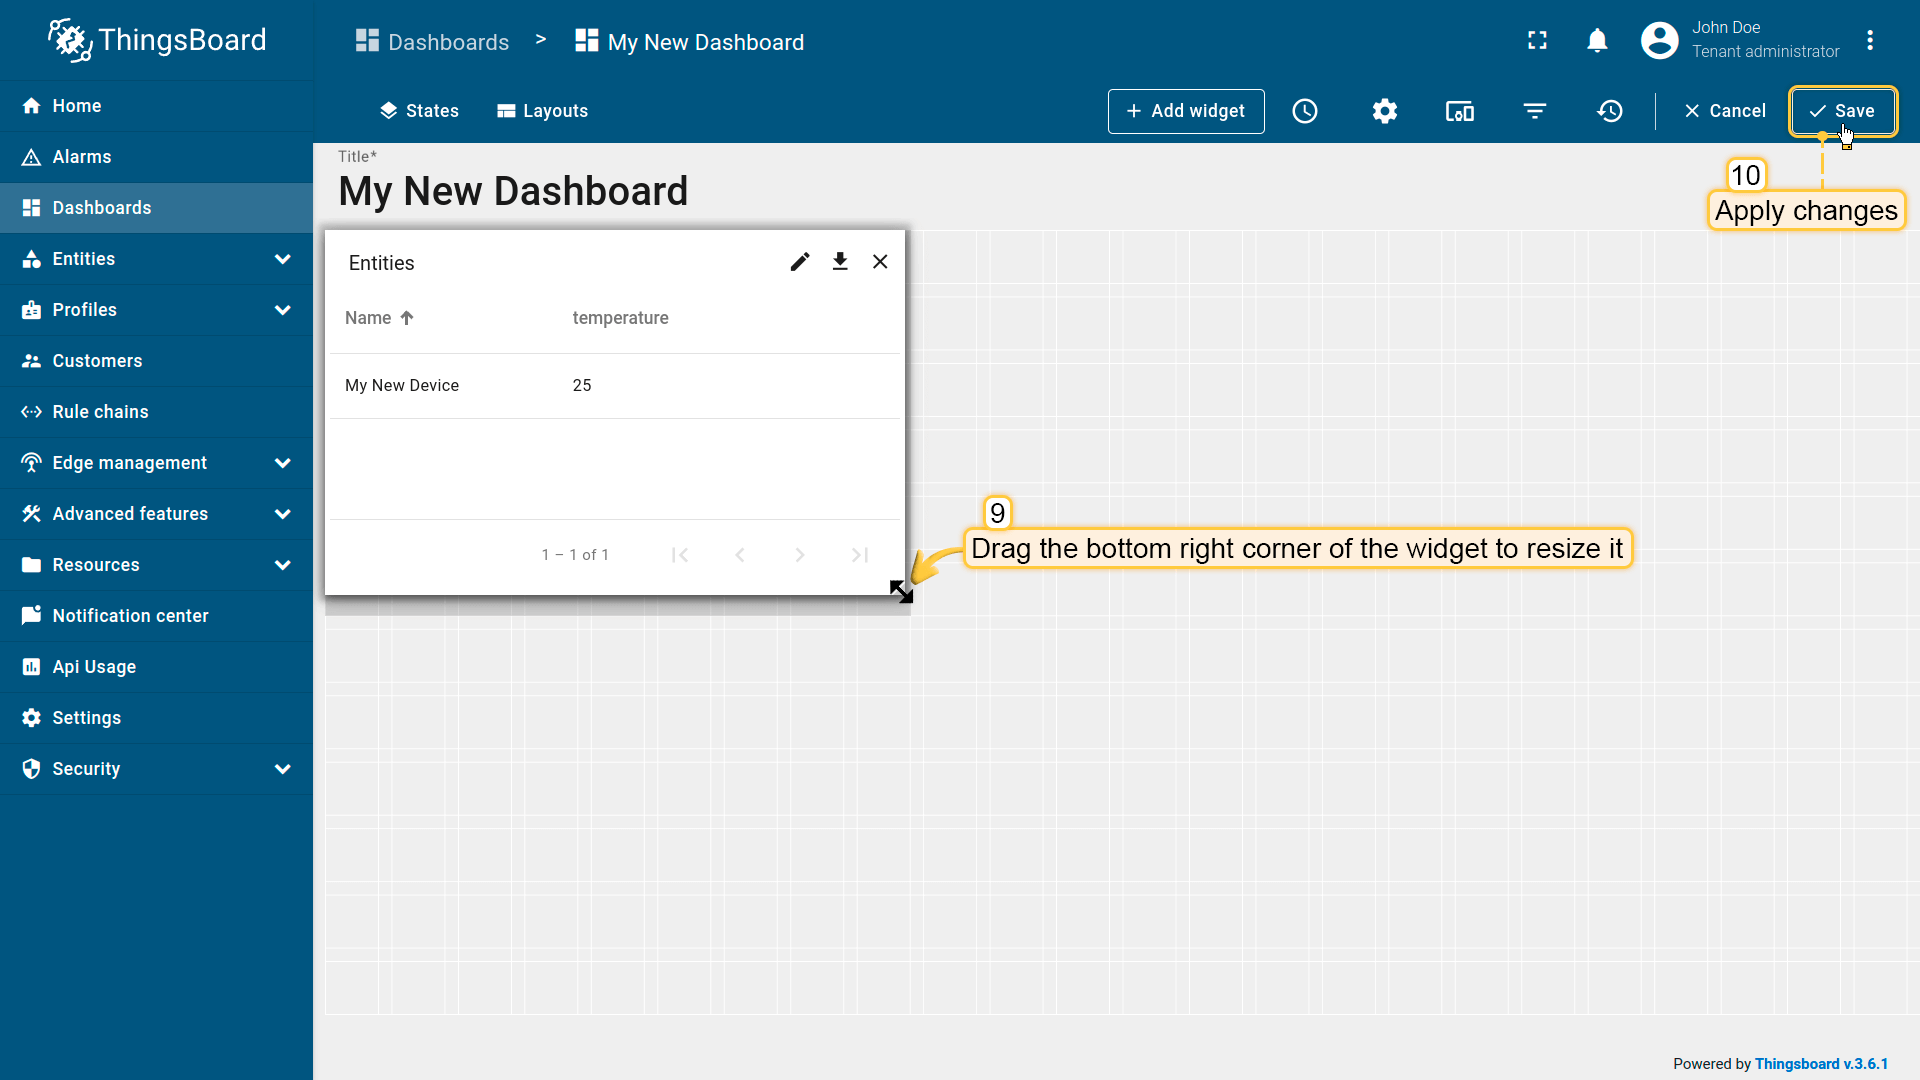 ThingsBoard
Dashboards > My New Dashboard
John Doe
Tenant administrator
States
Layouts
+ Add widget
Cancel
Save
Home
Alarms
Dashboards
Entities
Profiles
Customers
Rule chains
Edge management
Advanced features
Resources
Notification center
Api Usage
Settings
Security
Title*
My New Dashboard
10
Apply changes
Entities
Name temperature
My New Device 25
1 – 1 of 1
9
Drag the bottom right corner of the widget to resize it
Powered by Thingsboard v.3.6.1